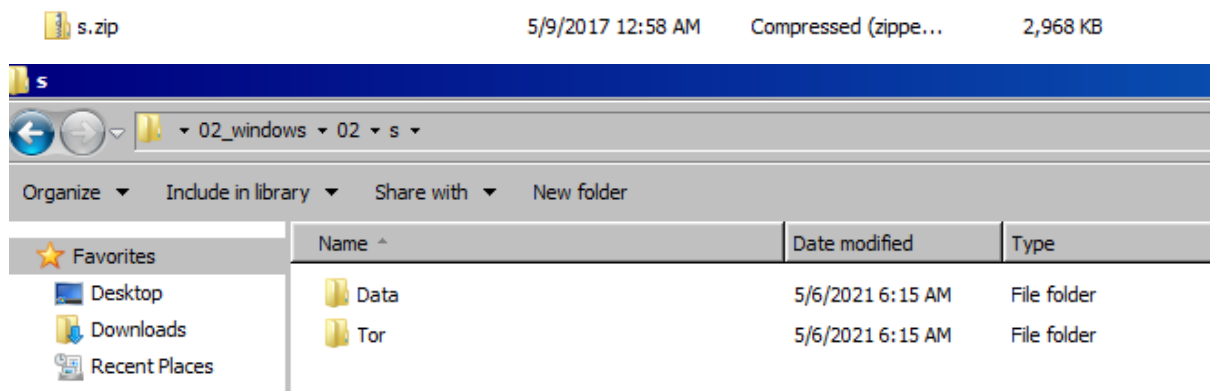 s.zip 5/9/2017 12:58 AM Compressed (zippe... 2,968 KB
s
02_windows 02 s
Organize Include in library Share with New folder
Favorites Name Date modified Type
Desktop Data 5/6/2021 6:15 AM File folder
Downloads Tor 5/6/2021 6:15 AM File folder
Recent Places